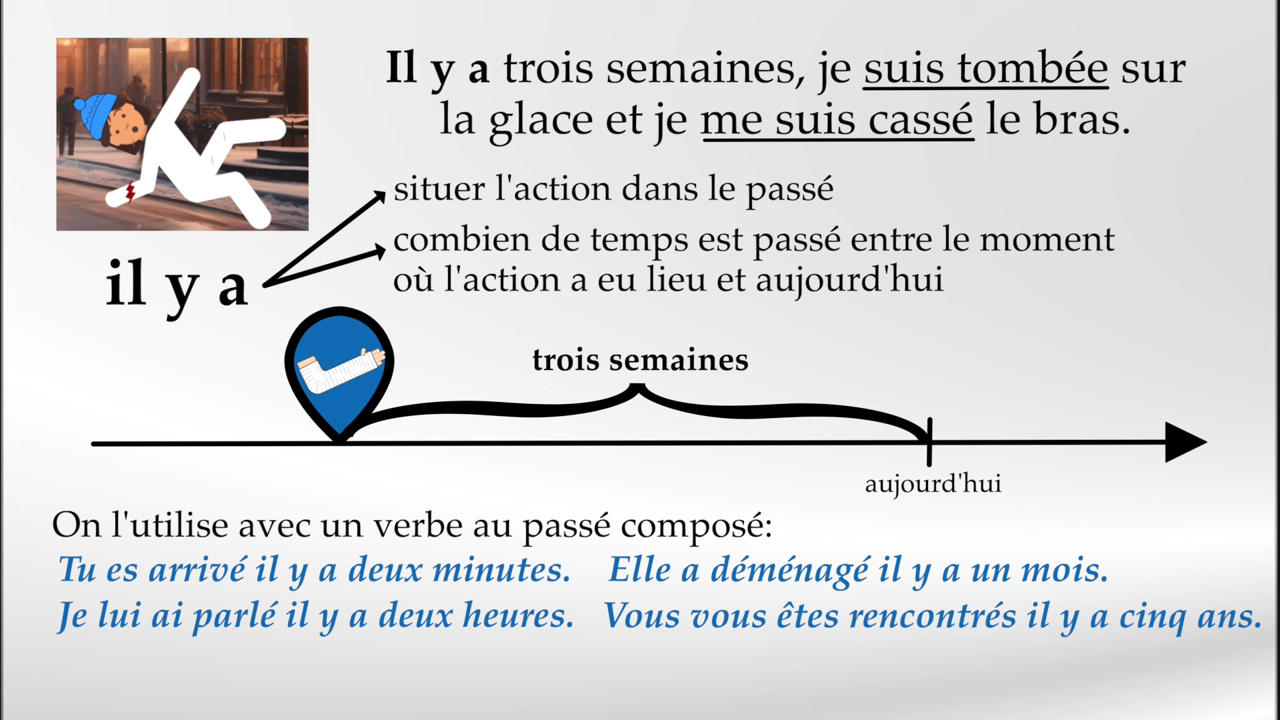 Il y a trois semaines, je suis tombée sur
la glace et je me suis cassé le bras.
situer l'action dans le passé
combien de temps est passé entre le moment
où l'action a eu lieu et aujourd'hui
il y a
trois semaines
aujourd'hui
On l'utilise avec un verbe au passé composé:
Tu es arrivé il y a deux minutes. Elle a déménagé il y a un mois.
Je lui ai parlé il y a deux heures. Vous vous êtes rencontrés il y a cinq ans.